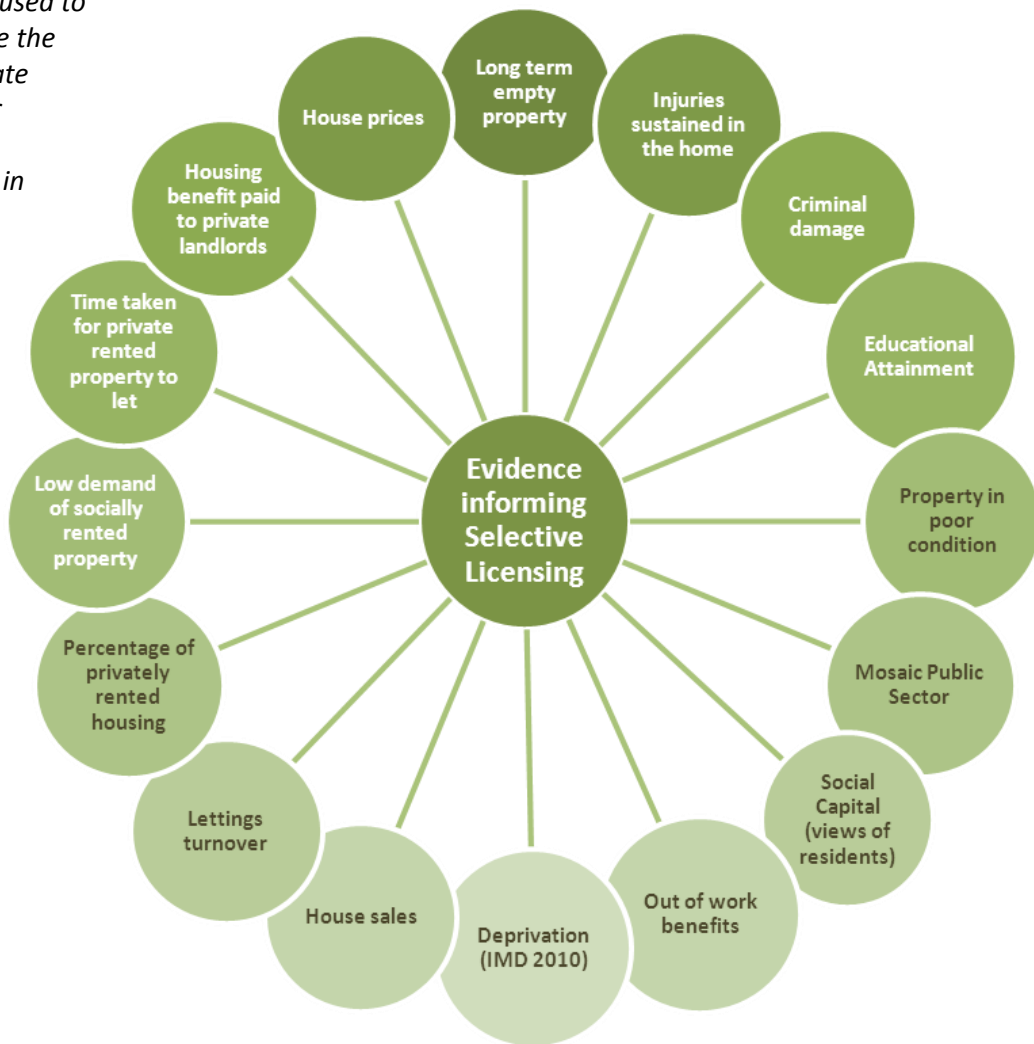 used to
e the
ate
in
Long term
empty
property
Injuries
sustained in
the home
Criminal
damage
Educational
Attainment
Property in
poor
condition
Mosaic Public
Sector
Social
Capital
(views of
residents)
Out of work
benefits
Deprivation
(IMD 2010)
House sales
Lettings
turnover
Percentage of
privately
rented
housing
Low demand
of socially
rented
property
Time taken
for private
rented
property to
let
Housing
benefit paid
to private
landlords
House prices
Evidence
informing
Selective
Licensing